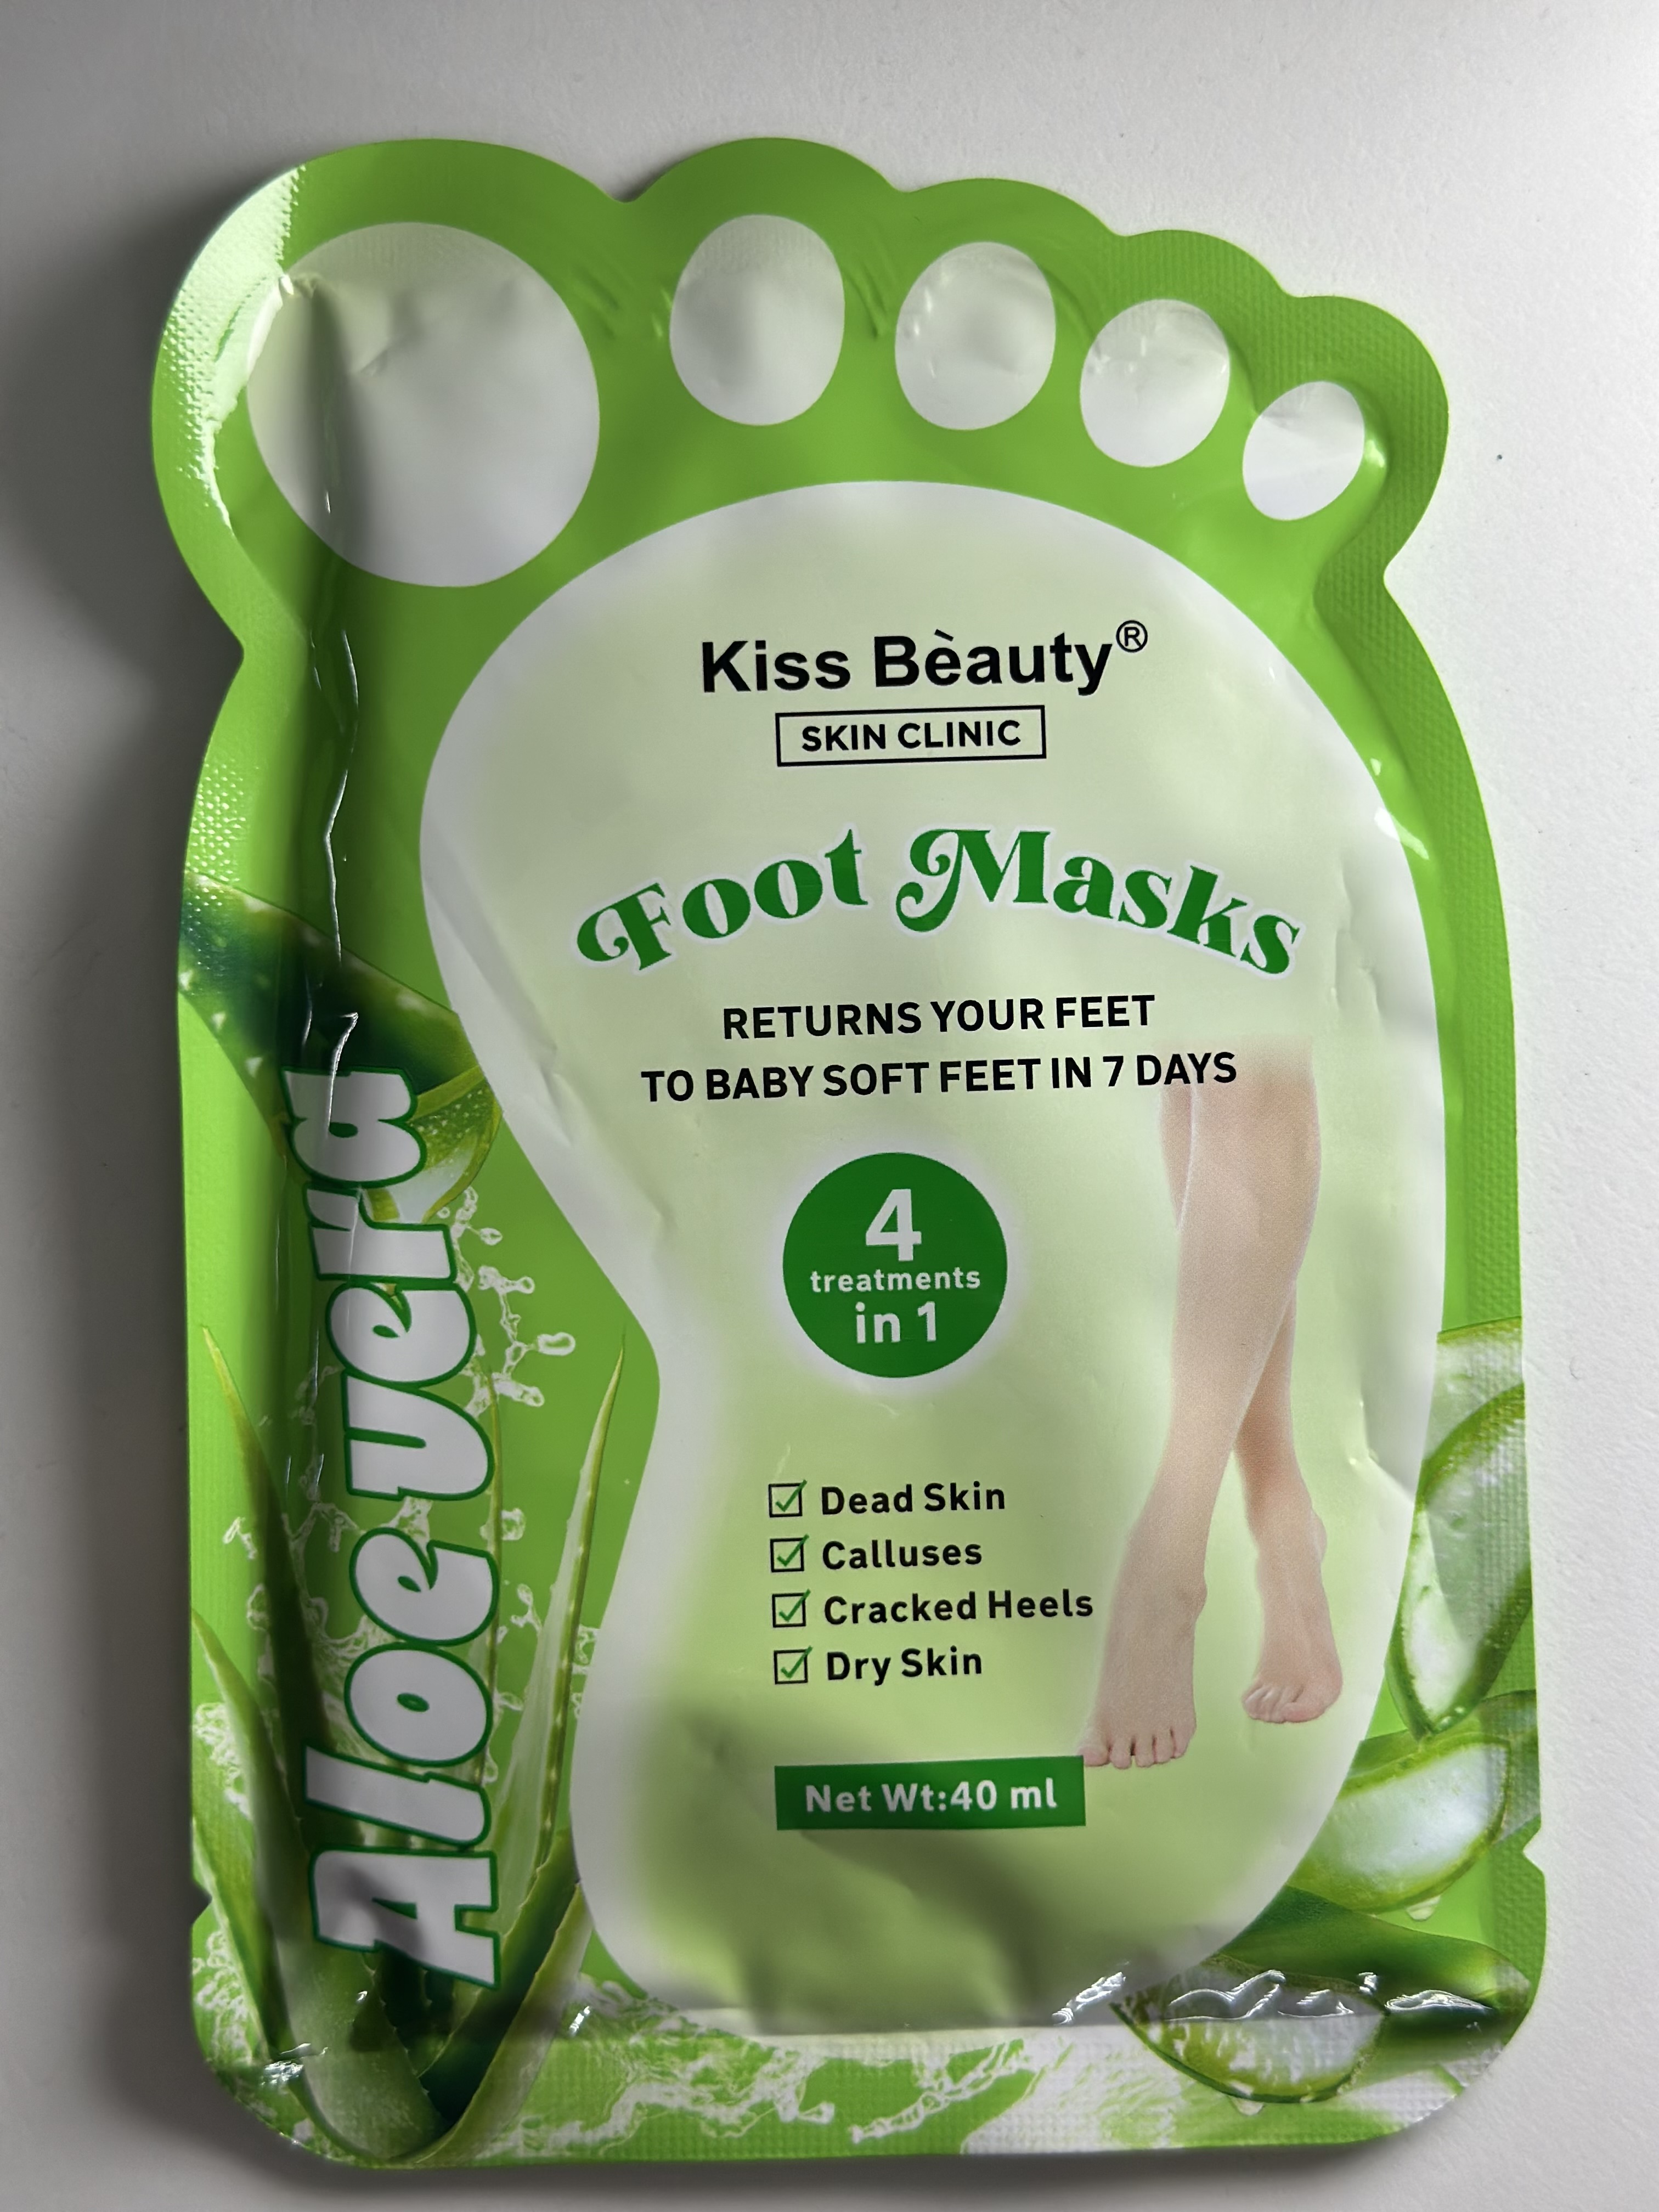 Kiss Bèauty®
SKIN CLINIC
Foot Masks
RETURNS YOUR FEET
TO BABY SOFT FEET IN 7 DAYS
4
treatments
in 1
Dead Skin
Calluses
Cracked Heels
Dry Skin
Net Wt:40 ml
Aloe vera